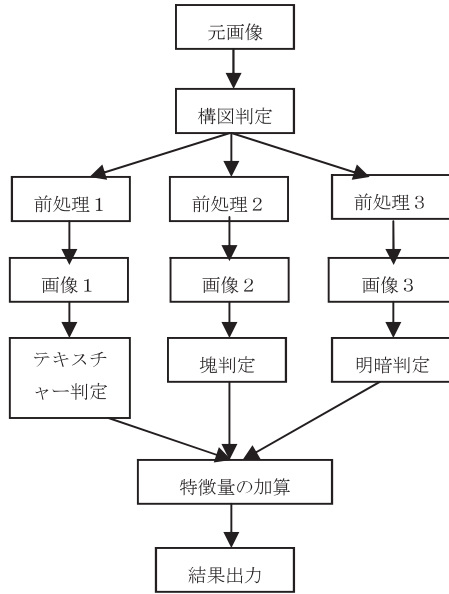 元画像
構図判定
前処理１
前処理２
前処理３
画像１
画像２
画像３
テキスチ
ャー判定
塊判定
明暗判定
特徴量の加算
結果出力